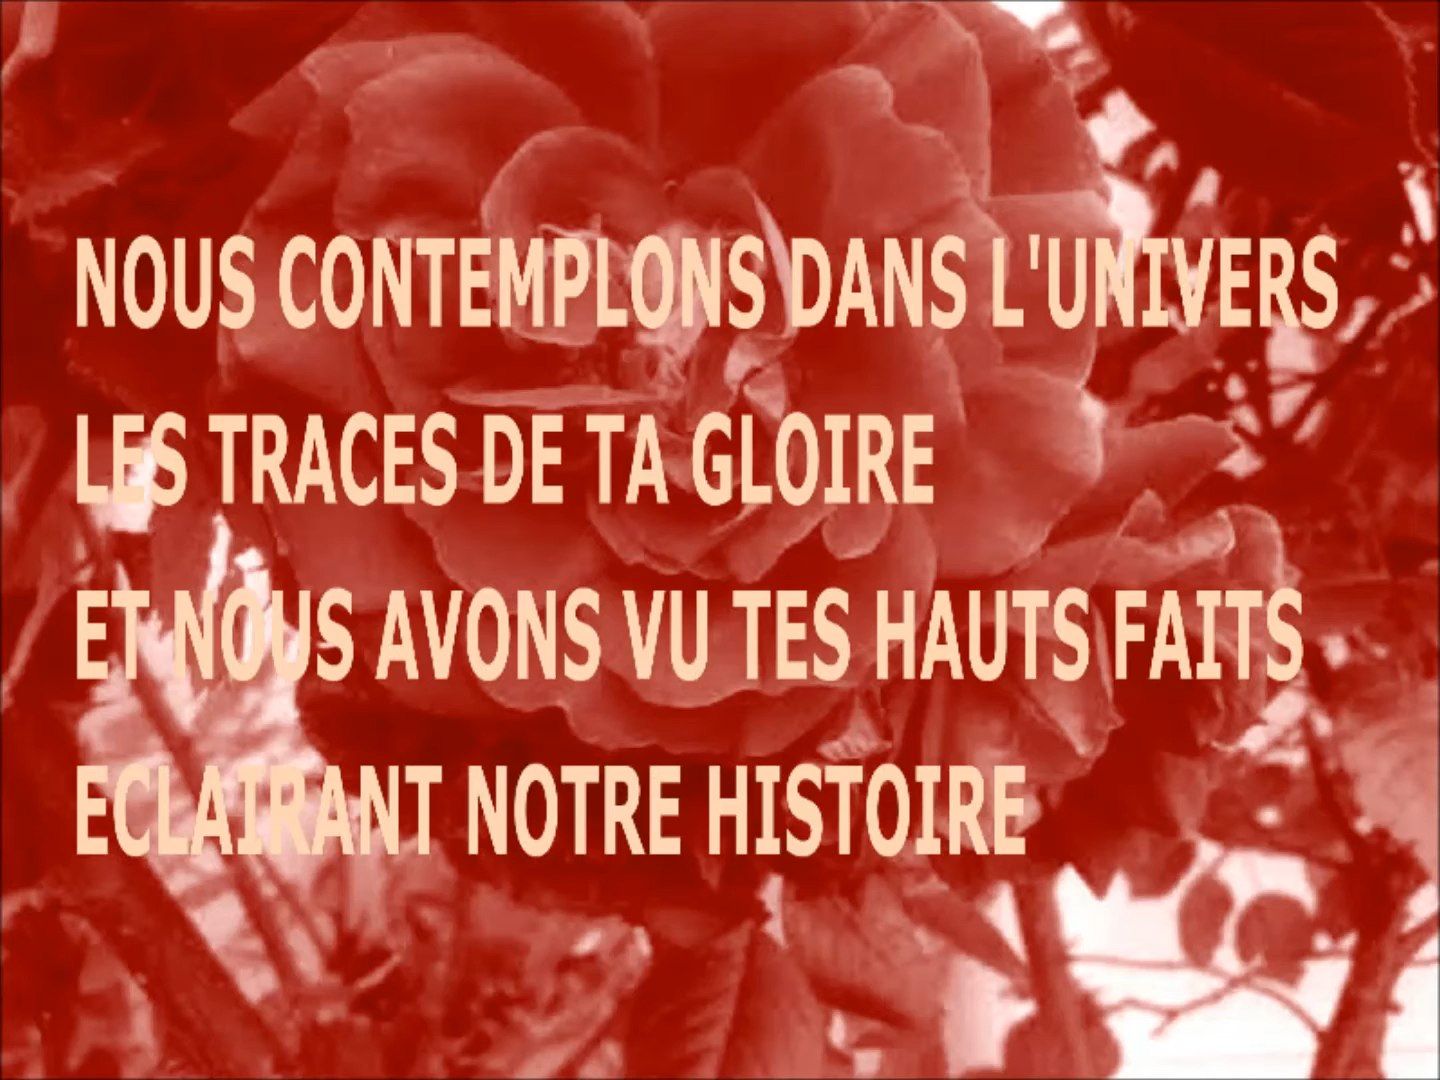 NOUS CONTEMPLONS DANS L'UNIVERS
LES TRACES DE TA GLOIRE
ET NOUS AVONS VU TES HAUTS FAITS
ECLAIRANT NOTRE HISTOIRE